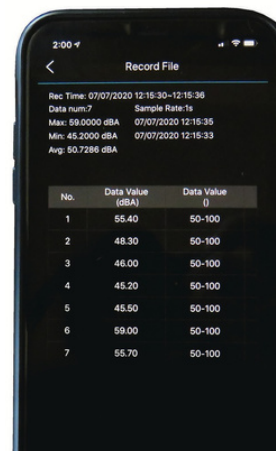 2:00
Record File
Rec Time: 07/07/2020 12:15:30~12:15:36
Data num:7 Sample Rate:1s
Max: 59.0000 dBA 07/07/2020 12:15:35
Min: 45.2000 dBA 07/07/2020 12:15:33
Avg: 50.7286 dBA
No. Data Value (dBA) Data Value ()
1 55.40 50-100
2 48.30 50-100
3 46.00 50-100
4 45.20 50-100
5 45.50 50-100
6 59.00 50-100
7 55.70 50-100